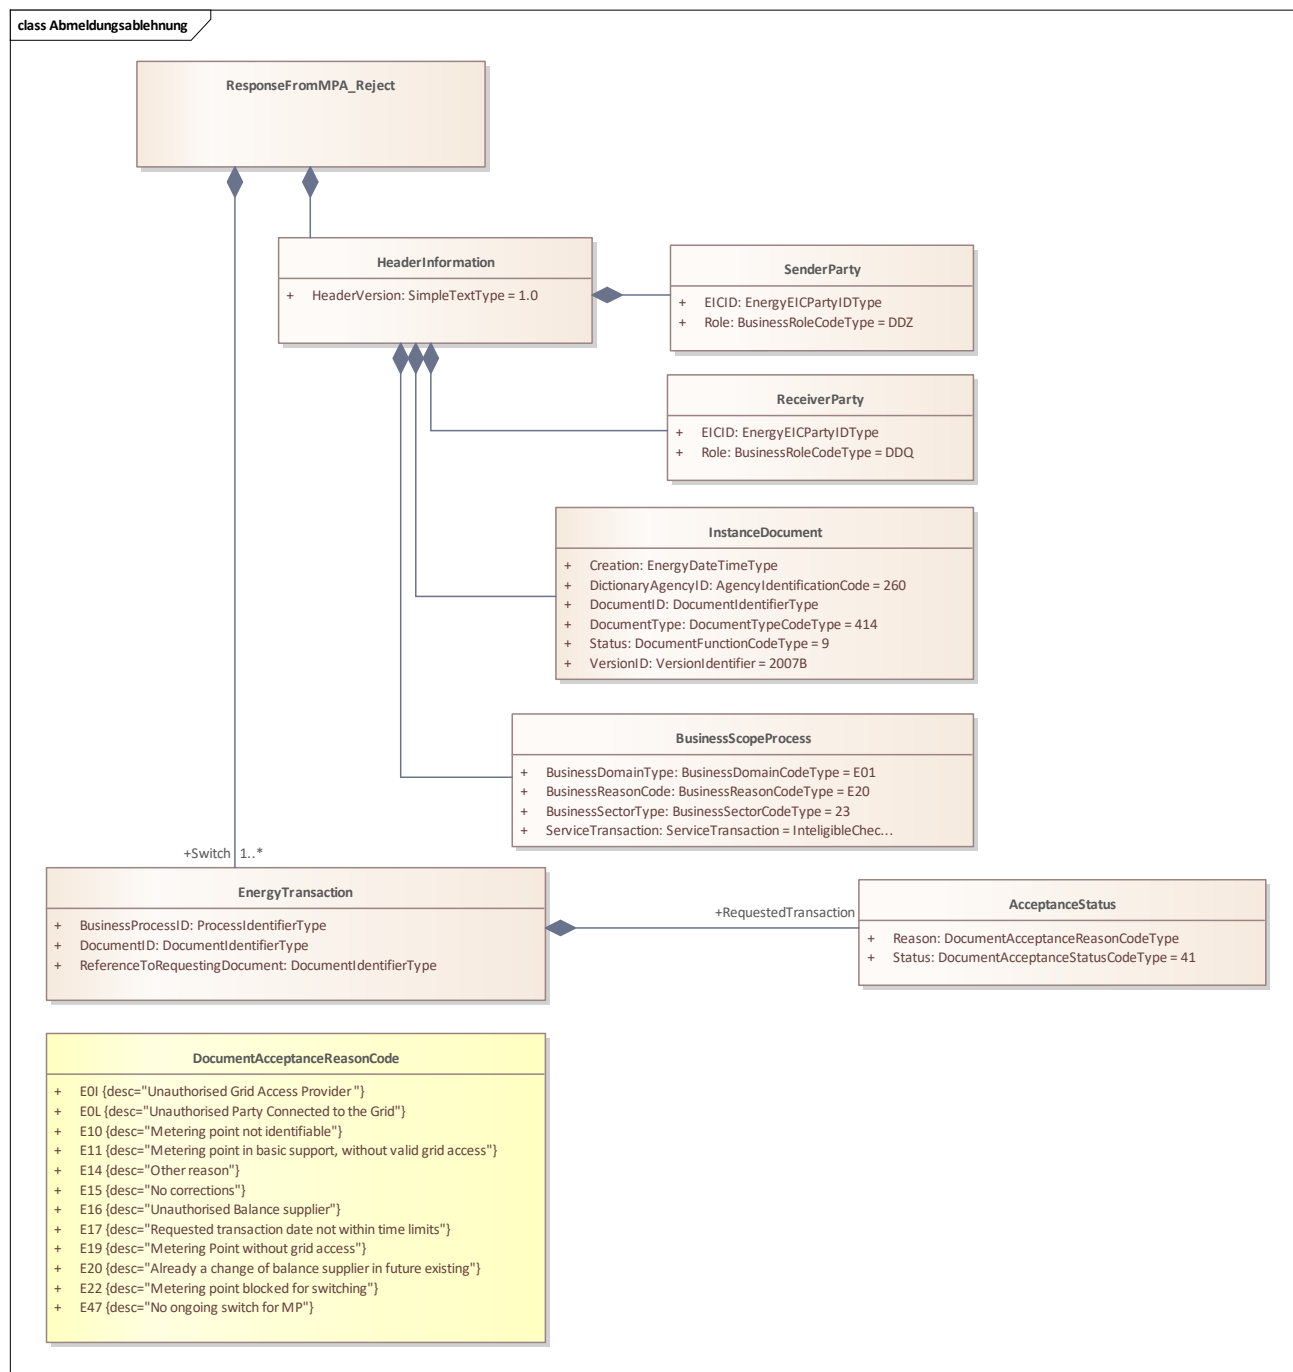 class Abmeldungsablehnung
ResponseFromMPA_Reject
HeaderInformation
+ HeaderVersion: SimpleTextType = 1.0
SenderParty
+ EICID: EnergyEICPartyIDType
+ Role: BusinessRoleCodeType = DDZ
ReceiverParty
+ EICID: EnergyEICPartyIDType
+ Role: BusinessRoleCodeType = DDQ
InstanceDocument
+ Creation: EnergyDateTimeType
+ DictionaryAgencyID: AgencyIdentificationCode = 260
+ DocumentID: DocumentIdentifierType
+ DocumentType: DocumentTypeCodeType = 414
+ Status: DocumentFunctionCodeType = 9
+ VersionID: VersionIdentifier = 2007B
BusinessScopeProcess
+ BusinessDomainType: BusinessDomainCodeType = E01
+ BusinessReasonCode: BusinessReasonCodeType = E20
+ BusinessSectorType: BusinessSectorCodeType = 23
+ ServiceTransaction: ServiceTransaction = InteligibleChec...
+Switch 1..*
EnergyTransaction
+ BusinessProcessID: ProcessIdentifierType
+ DocumentID: DocumentIdentifierType
+ ReferenceToRequestingDocument: DocumentIdentifierType
+RequestedTransaction
AcceptanceStatus
+ Reason: DocumentAcceptanceReasonCodeType
+ Status: DocumentAcceptanceStatusCodeType = 41
DocumentAcceptanceReasonCode
+ E0I {desc="Unauthorised Grid Access Provider "}
+ E0L {desc="Unauthorised Party Connected to the Grid"}
+ E10 {desc="Metering point not identifiable"}
+ E11 {desc="Metering point in basic support, without valid grid access"}
+ E14 {desc="Other reason"}
+ E15 {desc="No corrections"}
+ E16 {desc="Unauthorised Balance supplier"}
+ E17 {desc="Requested transaction date not within time limits"}
+ E19 {desc="Metering Point without grid access"}
+ E20 {desc="Already a change of balance supplier in future existing"}
+ E22 {desc="Metering point blocked for switching"}
+ E47 {desc="No ongoing switch for MP"}